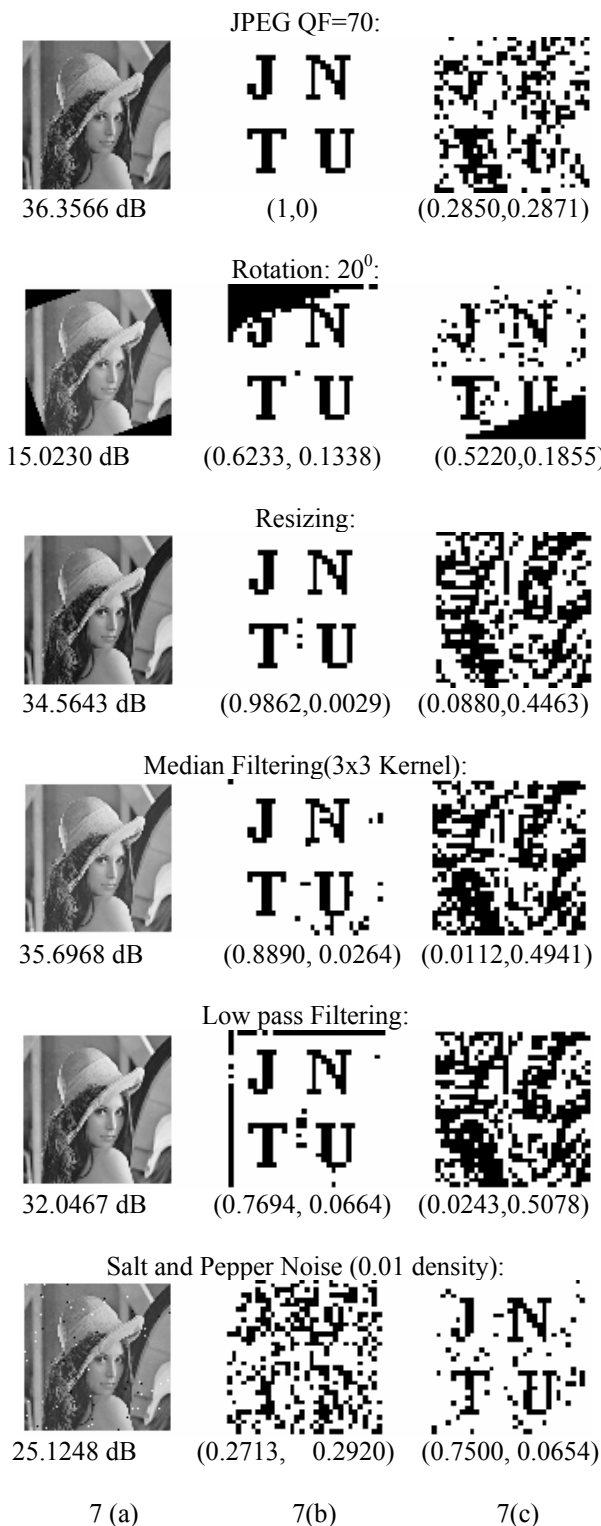 JPEG QF=70:
J N
T U
36.3566 dB (1,0) (0.2850,0.2871)
Rotation: 20⁰:
J N J N
T U T U
15.0230 dB (0.6233, 0.1338) (0.5220,0.1855)
Resizing:
J N
T U
34.5643 dB (0.9862,0.0029) (0.0880,0.4463)
Median Filtering(3x3 Kernel):
J N
T U
35.6968 dB (0.8890, 0.0264) (0.0112,0.4941)
Low pass Filtering:
J N
T U
32.0467 dB (0.7694, 0.0664) (0.0243,0.5078)
Salt and Pepper Noise (0.01 density):
J N
T U
25.1248 dB (0.2713, 0.2920) (0.7500, 0.0654)
7 (a) 7(b) 7(c)